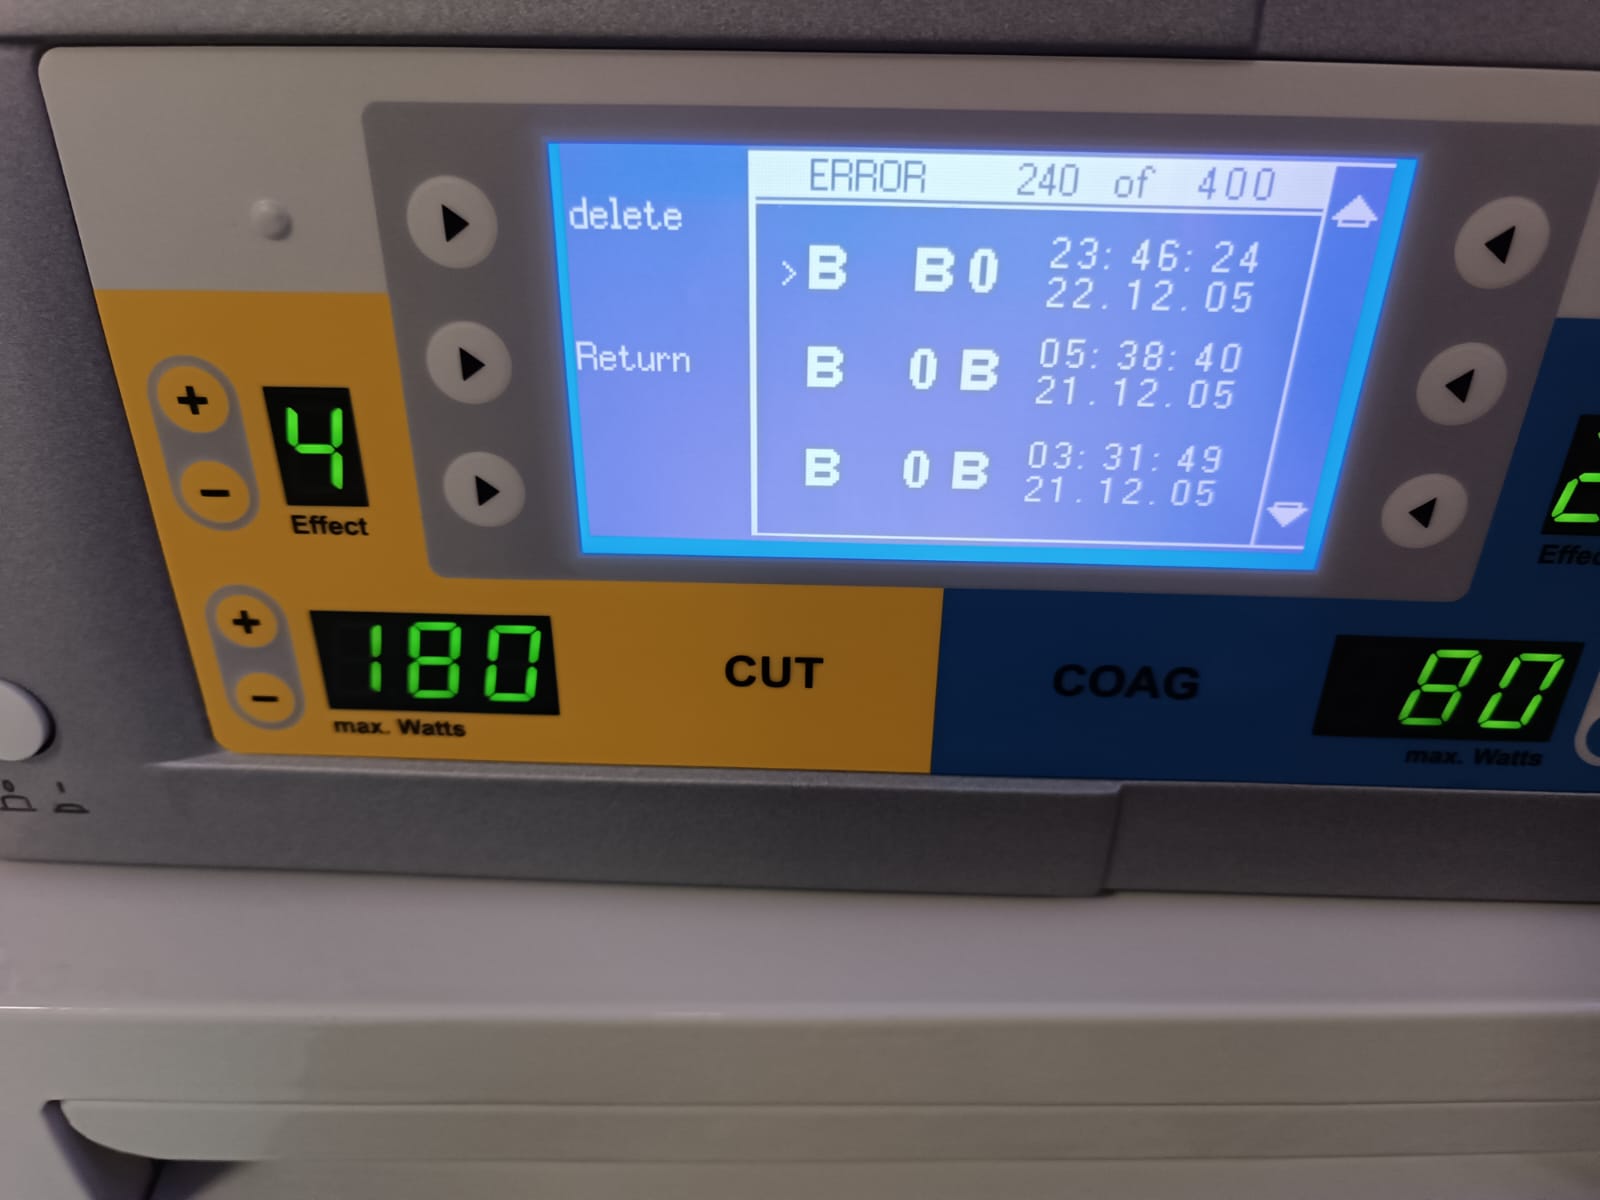 ERROR 240 of 400
delete
> B B0 23:46:24
22.12.05
Return
B 0B 05:38:40
21.12.05
B 0B 03:31:49
21.12.05
+
-
4
Effect
+
-
180
max. Watts
CUT
COAG
80
max. Watts
0 I